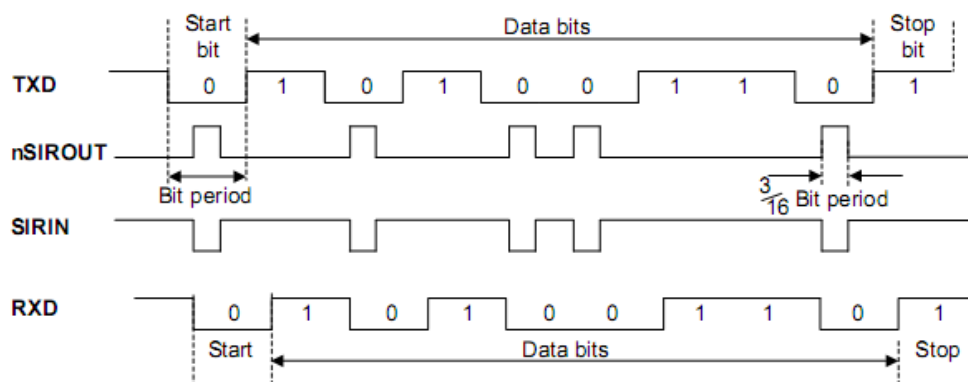 Start bit
Data bits
Stop bit
TXD
0 1 0 1 0 0 1 1 0 1
nSIROUT
Bit period
3/16 Bit period
SIRIN
RXD
0 1 0 1 0 0 1 1 0 1
Start
Data bits
Stop